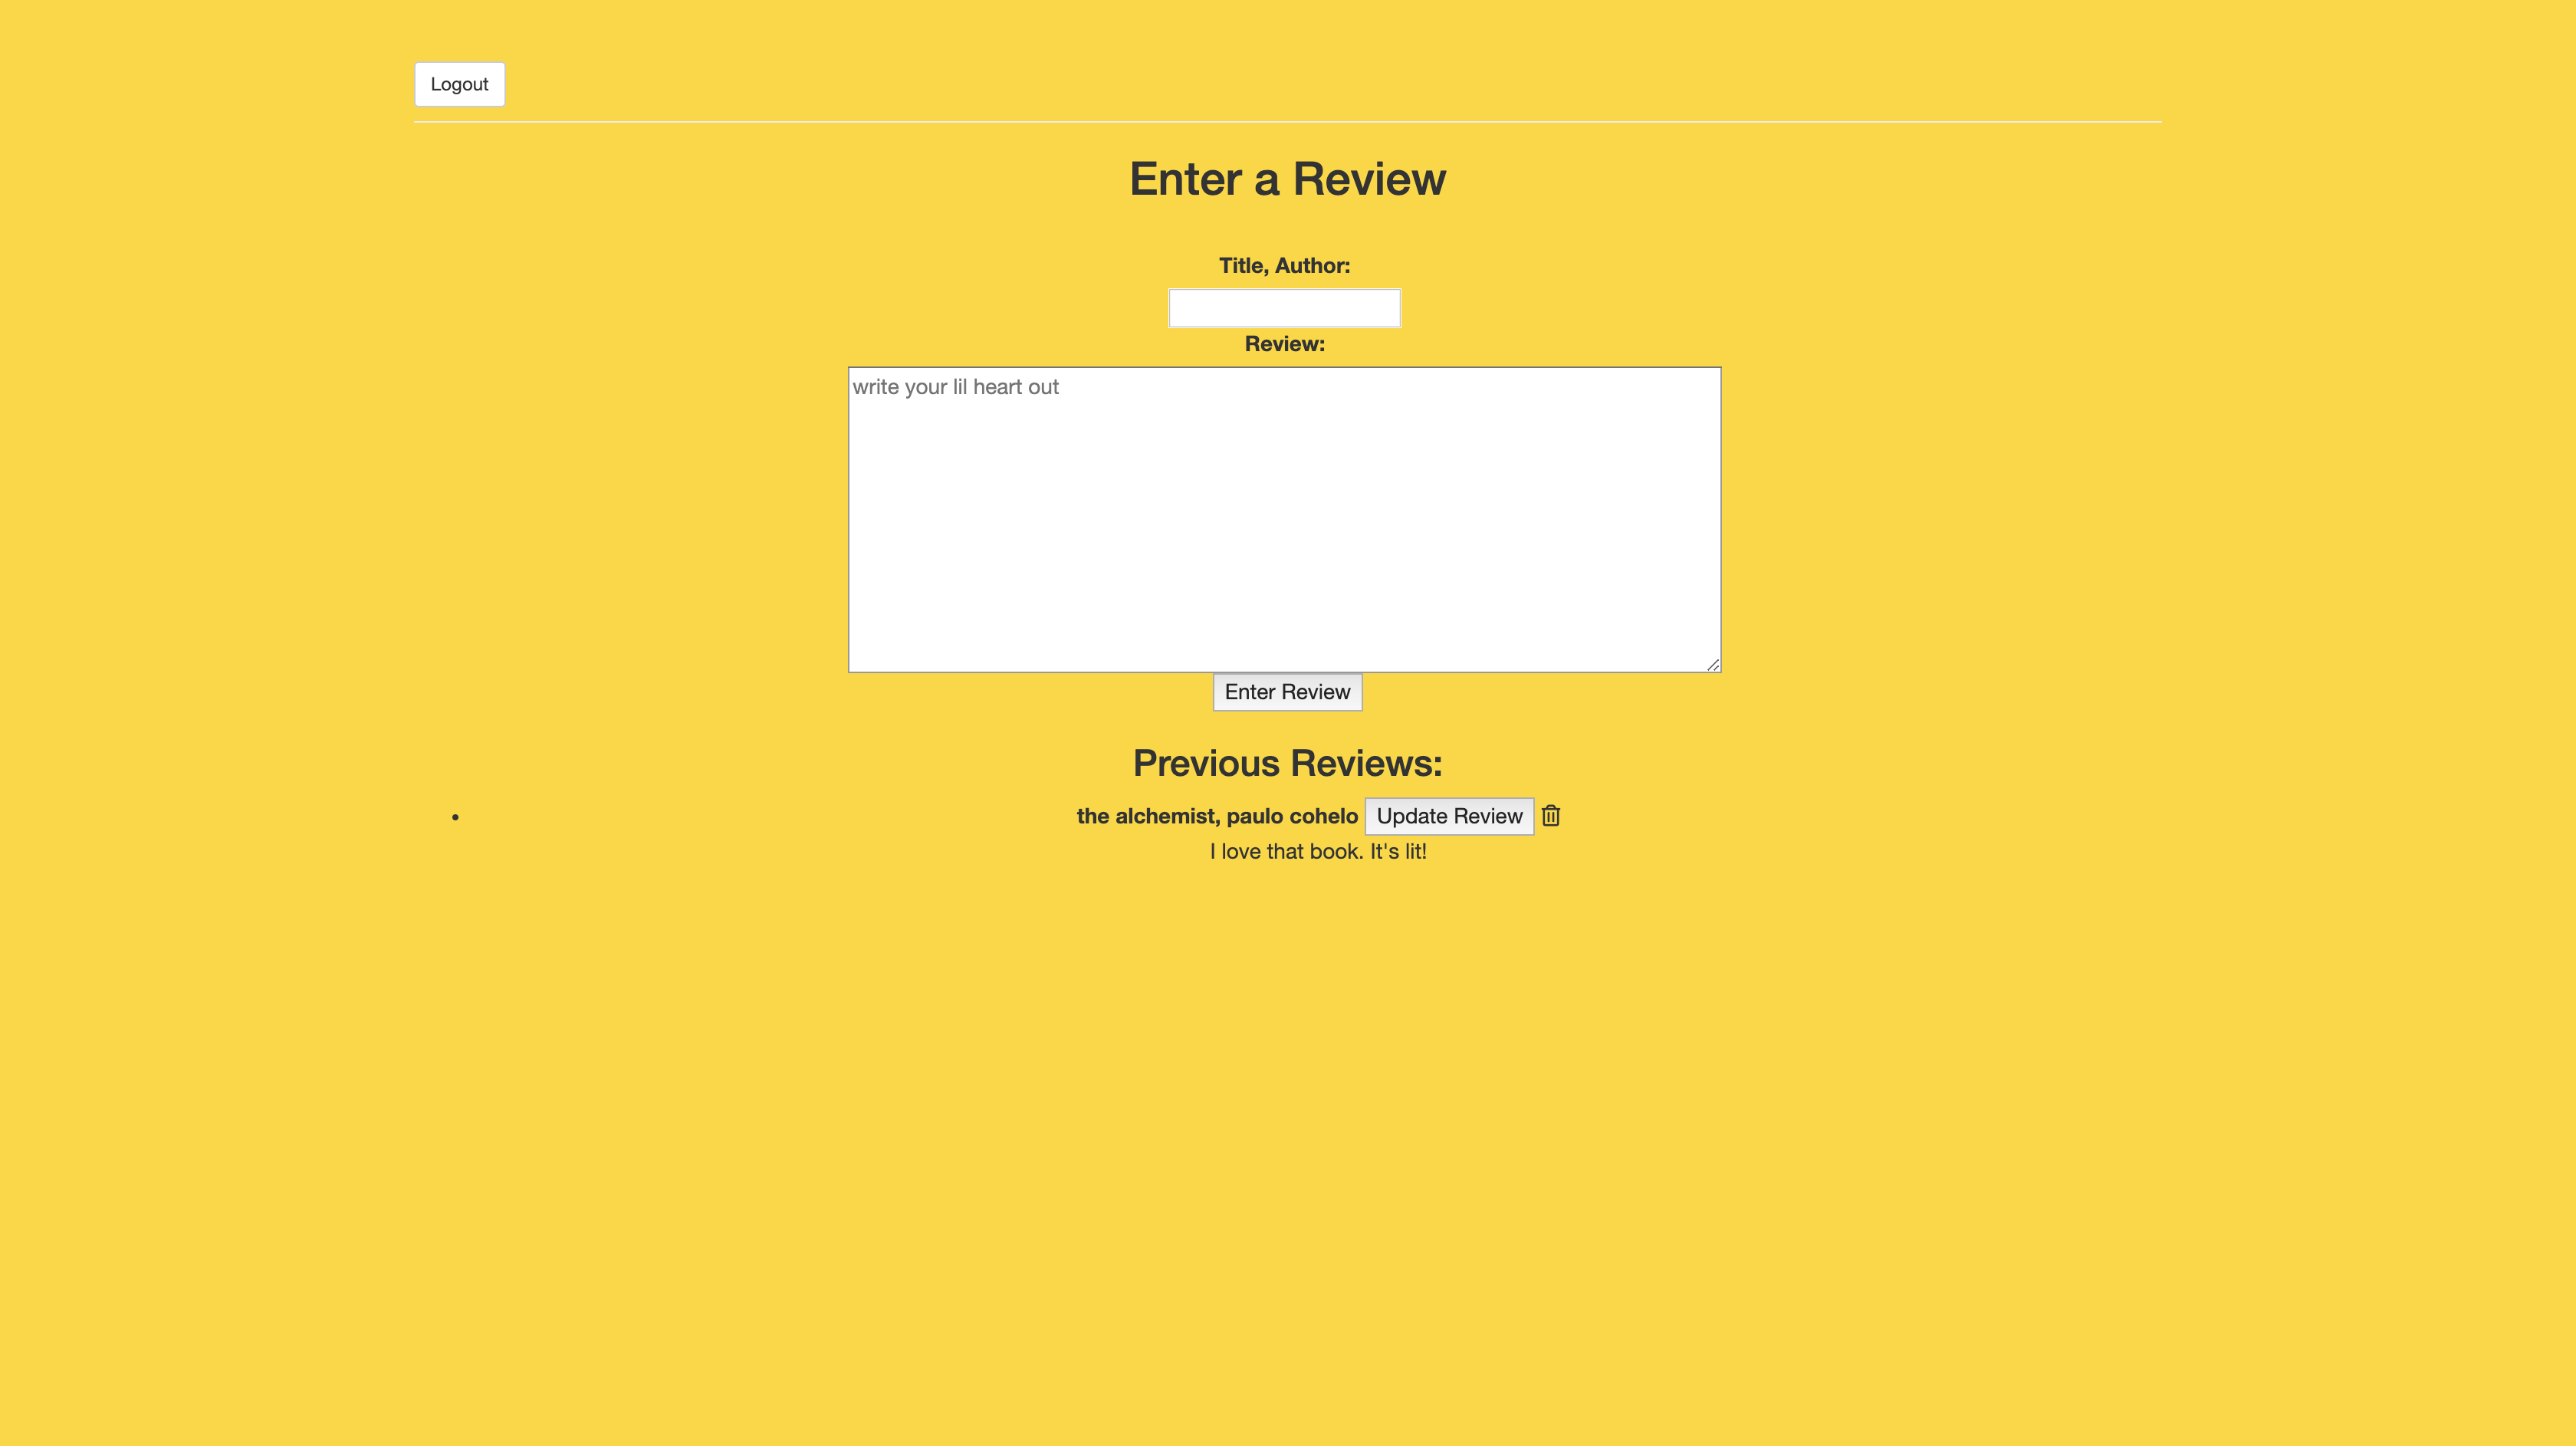 Logout
Enter a Review
Title, Author:
Review:
write your lil heart out
Enter Review
Previous Reviews:
the alchemist, paulo cohelo Update Review
I love that book. It's lit!